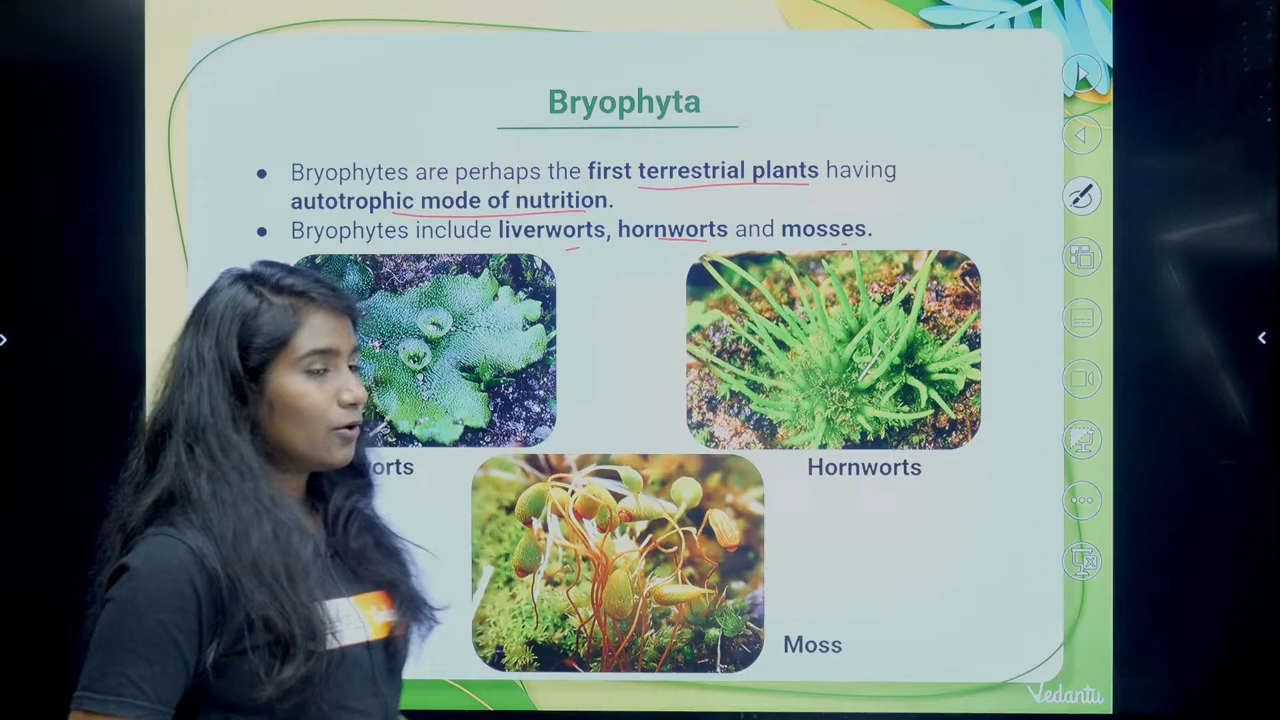 Bryophyta
● Bryophytes are perhaps the first terrestrial plants having
autotrophic mode of nutrition.
● Bryophytes include liverworts, hornworts and mosses.
Hornworts
Moss
Vedantu